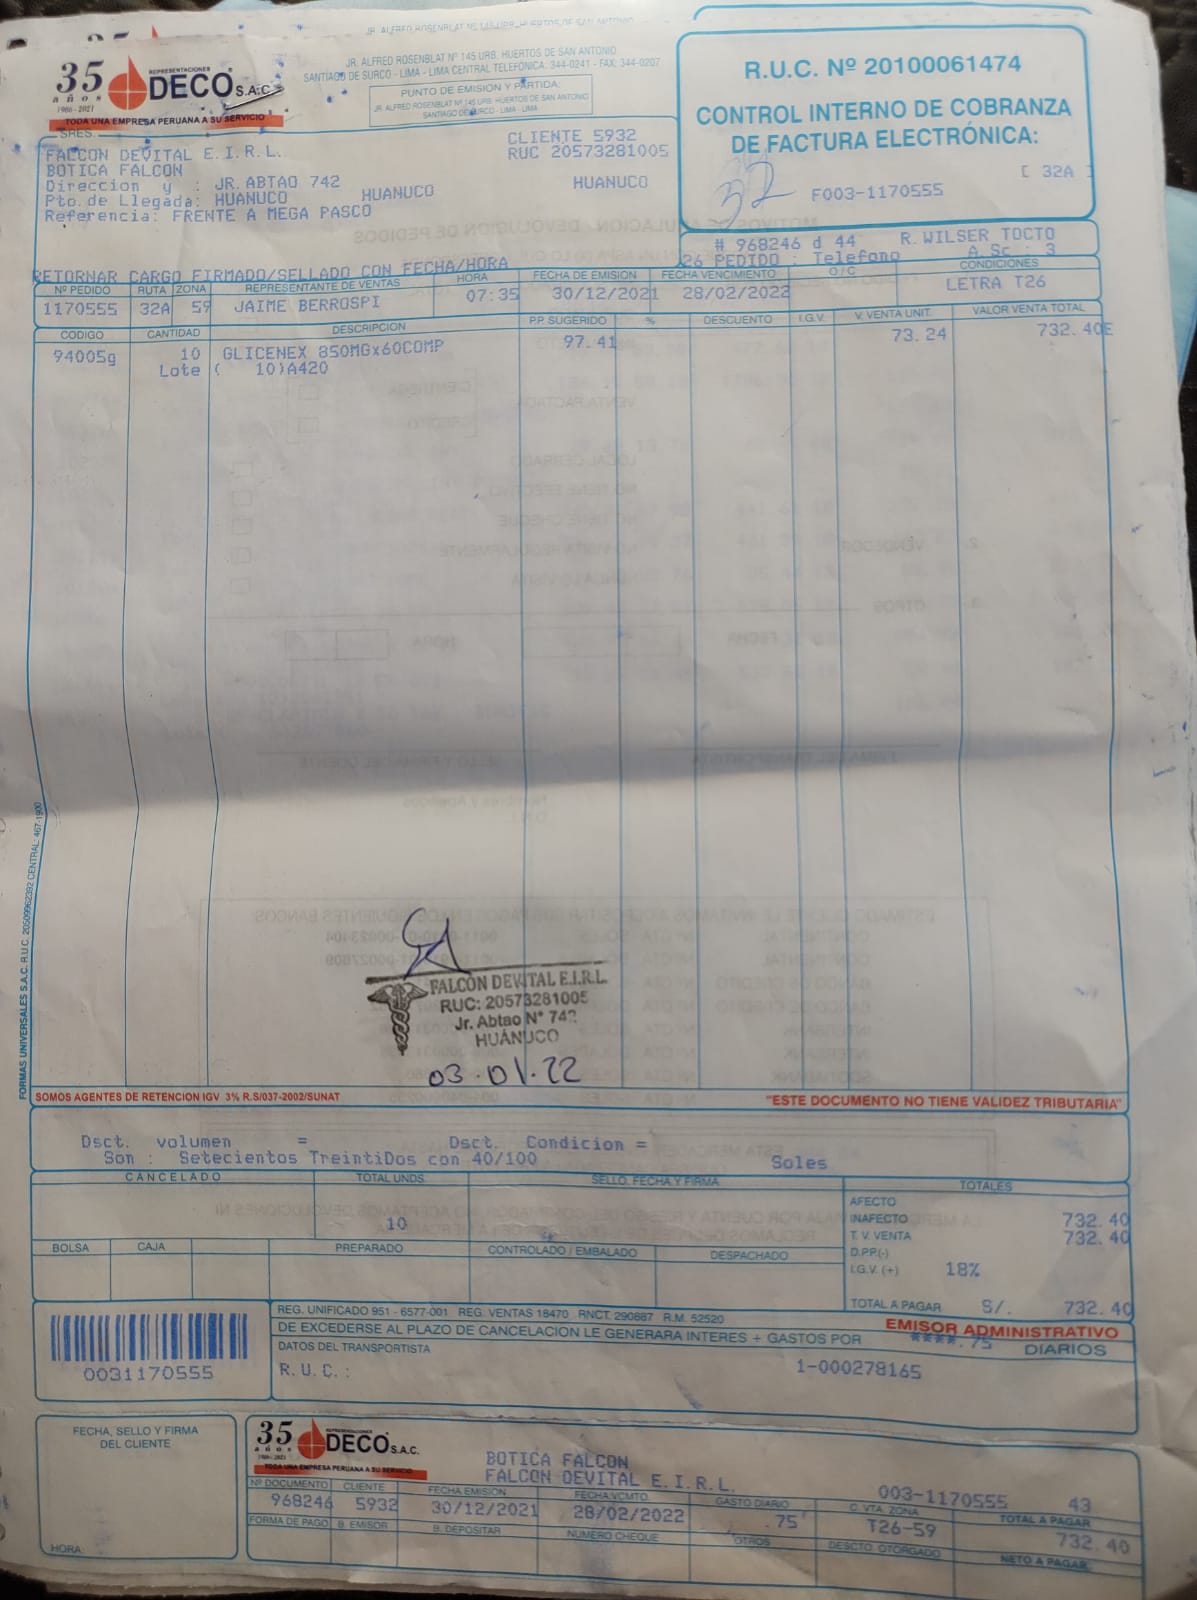 35 años 1986-2021
REPRESENTACIONES DECO S.A.C.
TODA UNA EMPRESA PERUANA A SU SERVICIO
JR. ALFRED ROSENBLAT Nº 145 URB. HUERTOS DE SAN ANTONIO
SANTIAGO DE SURCO - LIMA - LIMA CENTRAL TELEFONICA: 344-0241 - FAX: 344-0207
PUNTO DE EMISION Y PARTIDA:
JR. ALFRED ROSENBLAT Nº 145 URB. HUERTOS DE SAN ANTONIO
SANTIAGO DE SURCO - LIMA - LIMA
R.U.C. Nº 20100061474
CONTROL INTERNO DE COBRANZA
DE FACTURA ELECTRÓNICA:
[ 32A ]
32 F003-1170555
SRES.
FALCON DEVITAL E.I.R.L. CLIENTE 5932
BOTICA FALCON RUC 20573281005
Direccion y : JR. ABTAO 742 HUANUCO
Pto.de Llegada: HUANUCO HUANUCO
Referencia: FRENTE A MEGA PASCO
# 968246 d 44 R. WILSER TOCTO
26 PEDIDO : Telefono A.Sc : 3
RETORNAR CARGO FIRMADO/SELLADO CON FECHA/HORA
Nº PEDIDO RUTA ZONA REPRESENTANTE DE VENTAS HORA FECHA DE EMISION FECHA VENCIMIENTO O/C CONDICIONES
1170555 32A 59 JAIME BERROSPI 07:35 30/12/2021 28/02/2022 LETRA T26
CODIGO CANTIDAD DESCRIPCION P.P. SUGERIDO % DESCUENTO I.G.V. V. VENTA UNIT. VALOR VENTA TOTAL
94005g 10 GLICENEX 850MGx60COMP 97.41 73.24 732.40E
Lote ( 10)A420
FALCON DEVITAL E.I.R.L.
RUC: 20573281005
Jr. Abtao N° 742
HUÁNUCO
03.01.22
FORMAS UNIVERSALES S.A.C. R.U.C. 20509962392 CENTRAL: 467-1900
SOMOS AGENTES DE RETENCION IGV 3% R.S/037-2002/SUNAT
"ESTE DOCUMENTO NO TIENE VALIDEZ TRIBUTARIA"
Dsct. volumen = Dsct. Condicion =
Son : Setecientos TreintiDos con 40/100 Soles
CANCELADO TOTAL UNDS. SELLO, FECHA Y FIRMA TOTALES
10
AFECTO
INAFECTO 732.40
T. V. VENTA 732.40
D.P.P.(-)
I.G.V. (+) 18%
TOTAL A PAGAR S/. 732.40
BOLSA CAJA PREPARADO CONTROLADO / EMBALADO DESPACHADO
0031170555
REG. UNIFICADO 951 - 6577-001 REG. VENTAS 18470 RNCT. 290887 R.M. 52520
EMISOR ADMINISTRATIVO
DE EXCEDERSE AL PLAZO DE CANCELACION LE GENERARA INTERES + GASTOS POR ****.75 DIARIOS
DATOS DEL TRANSPORTISTA
R.U.C.: 1-000278165
FECHA, SELLO Y FIRMA
DEL CLIENTE
HORA
35 años 1986-2021
REPRESENTACIONES DECO S.A.C.
TODA UNA EMPRESA PERUANA A SU SERVICIO
BOTICA FALCON
FALCON DEVITAL E.I.R.L. 003-1170555 43
Nº DOCUMENTO CLIENTE FECHA EMISION FECHA VCMTO GASTO DIARIO C. VTA. ZONA TOTAL A PAGAR
968246 5932 30/12/2021 28/02/2022 .75 T26-59 732.40
FORMA DE PAGO B. EMISOR B. DEPOSITAR NUMERO CHEQUE OTROS DESCTO. OTORGADO NETO A PAGAR